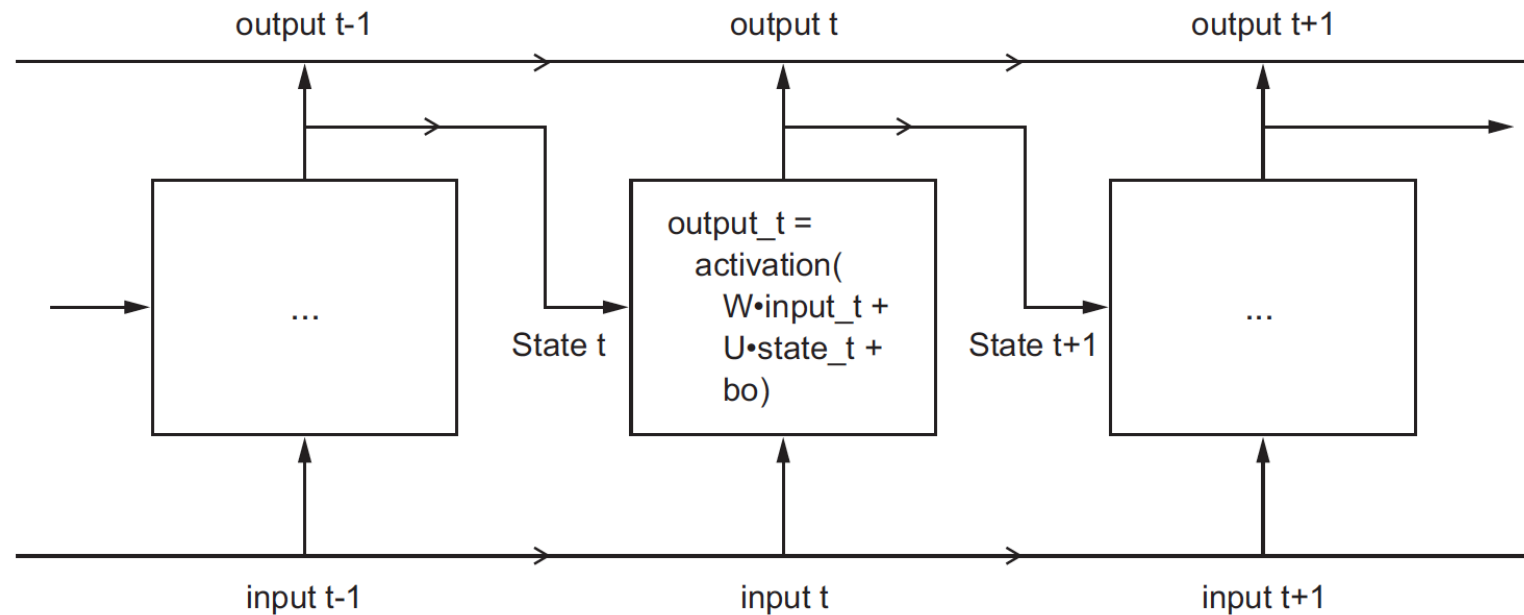 output t-1
output t
output t+1
output_t =
activation(
W•input_t +
U•state_t +
bo)
...
...
State t
State t+1
input t-1
input t
input t+1